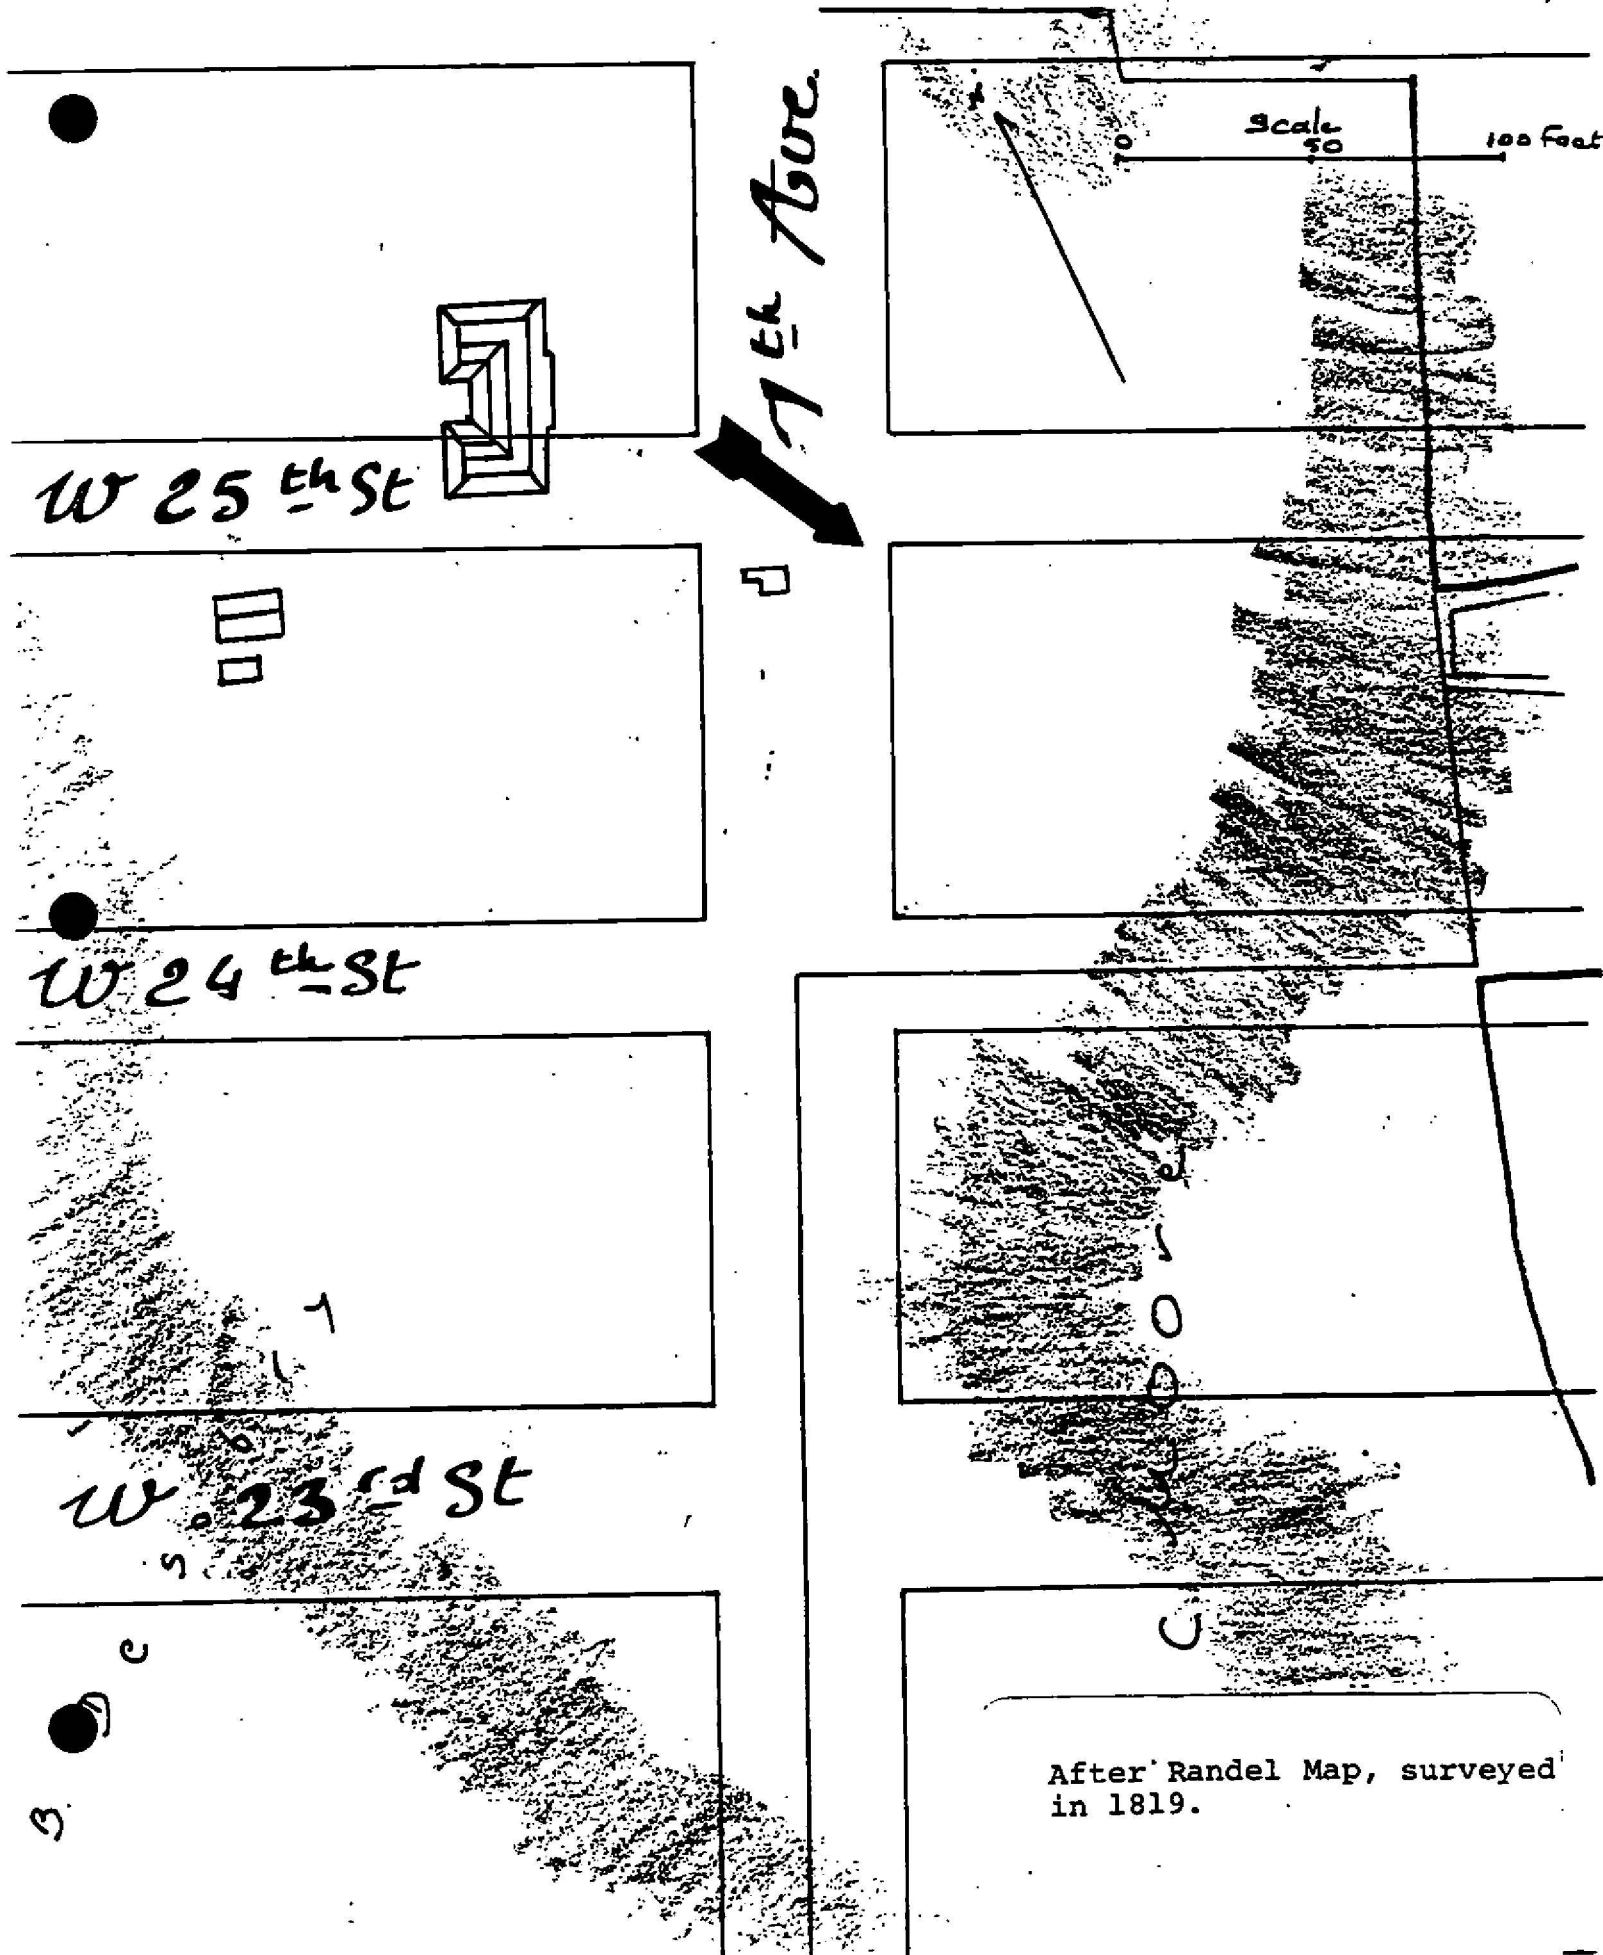 7th Ave.
Scale
0 50 100 Feet
W 25th St
W 24th St
W. 23rd St
After Randel Map, surveyed
in 1819.